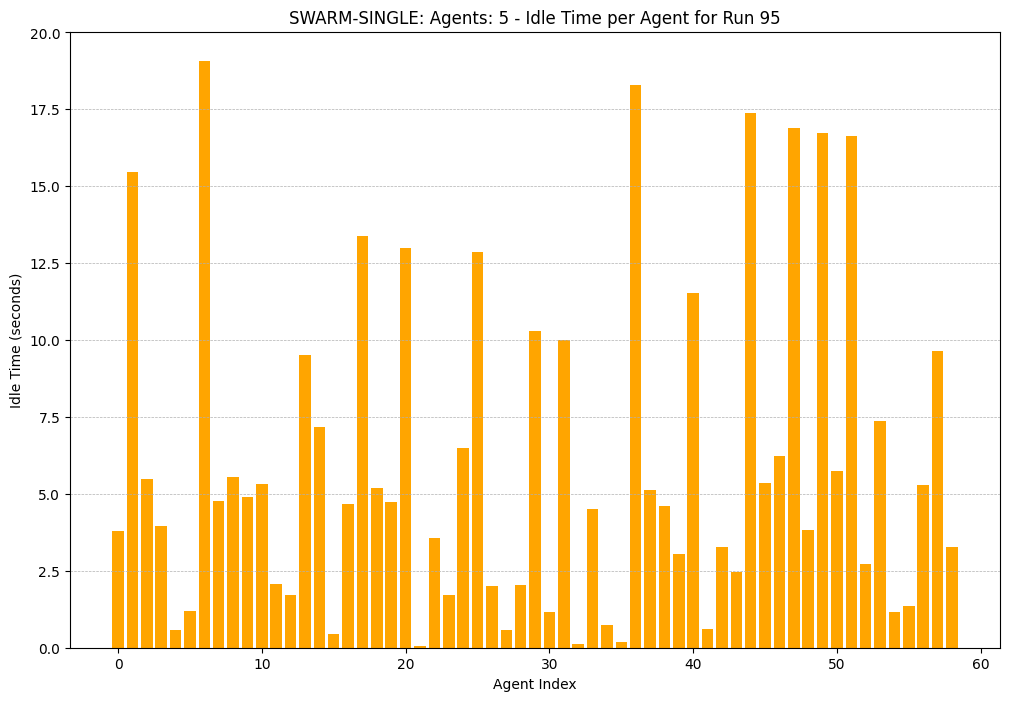 SWARM-SINGLE: Agents: 5 - Idle Time per Agent for Run 95
20.0
17.5
15.0
12.5
10.0
7.5
5.0
2.5
0.0
Idle Time (seconds)
0 10 20 30 40 50 60
Agent Index